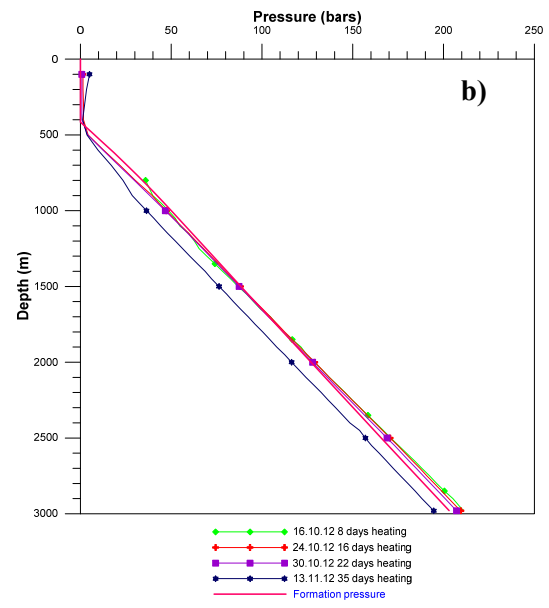 Pressure (bars)
0 50 100 150 200 250
b)
Depth (m)
0
500
1000
1500
2000
2500
3000
16.10.12 8 days heating
24.10.12 16 days heating
30.10.12 22 days heating
13.11.12 35 days heating
Formation pressure